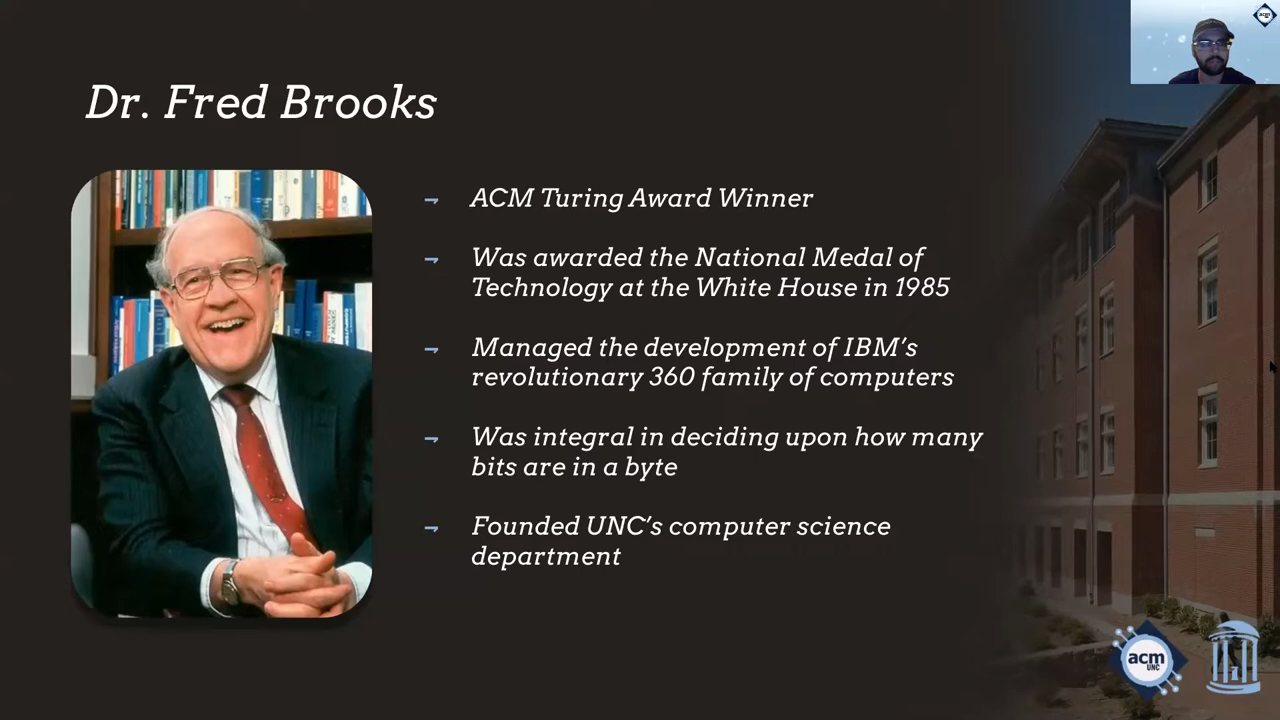 acm
Dr. Fred Brooks
ACM Turing Award Winner
Was awarded the National Medal of
Technology at the White House in 1985
Managed the development of IBM’s
revolutionary 360 family of computers
Was integral in deciding upon how many
bits are in a byte
Founded UNC’s computer science
department
acm
UNC